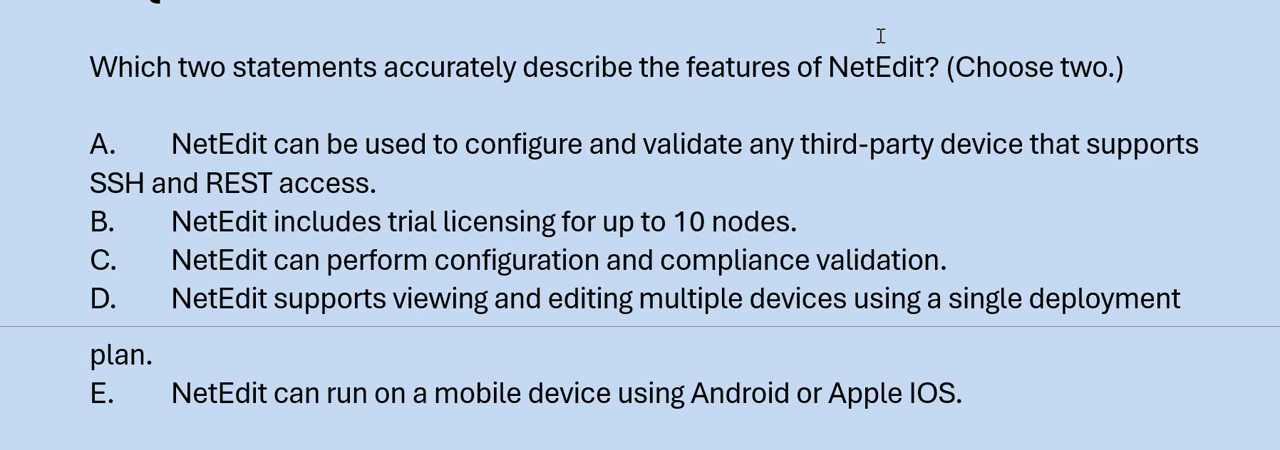 Which two statements accurately describe the features of NetEdit? (Choose two.)
A. NetEdit can be used to configure and validate any third-party device that supports
SSH and REST access.
B. NetEdit includes trial licensing for up to 10 nodes.
C. NetEdit can perform configuration and compliance validation.
D. NetEdit supports viewing and editing multiple devices using a single deployment
plan.
E. NetEdit can run on a mobile device using Android or Apple IOS.